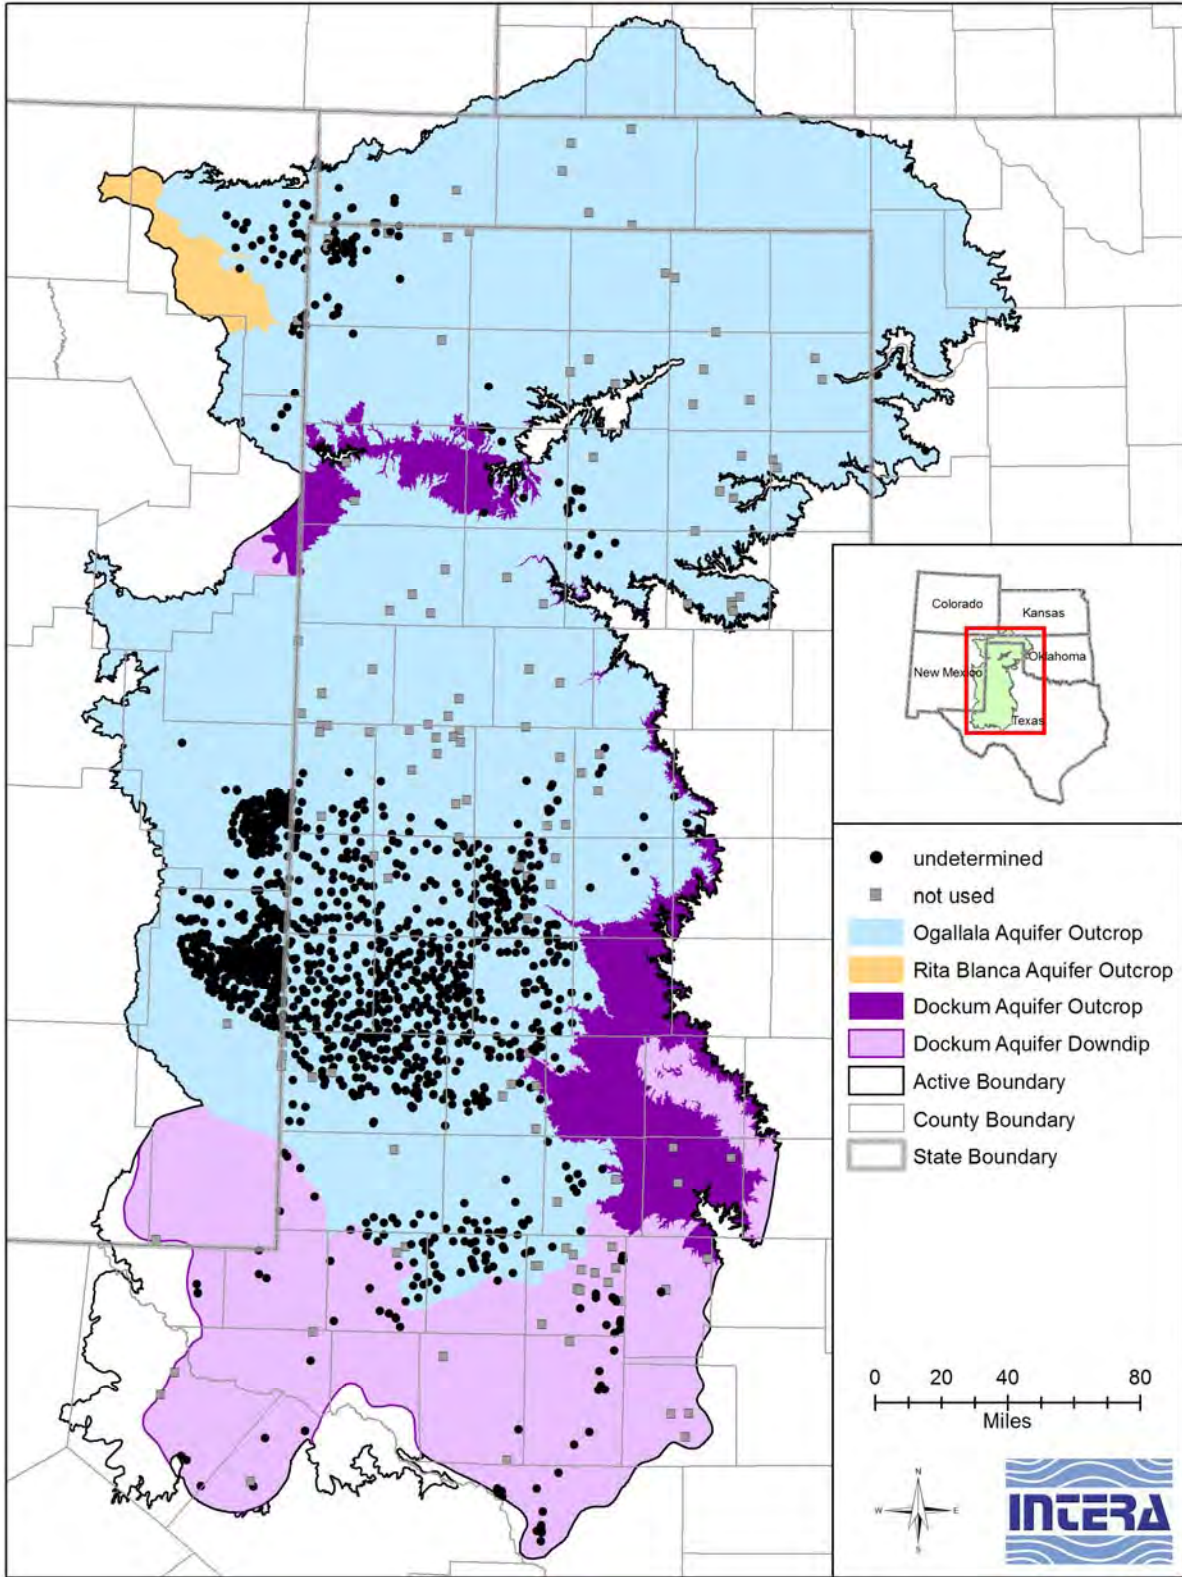 Colorado
Kansas
New Mexico
Oklahoma
Texas
undetermined
not used
Ogallala Aquifer Outcrop
Rita Blanca Aquifer Outcrop
Dockum Aquifer Outcrop
Dockum Aquifer Downdip
Active Boundary
County Boundary
State Boundary
0 20 40 80
Miles
N
W E
S
INTERA